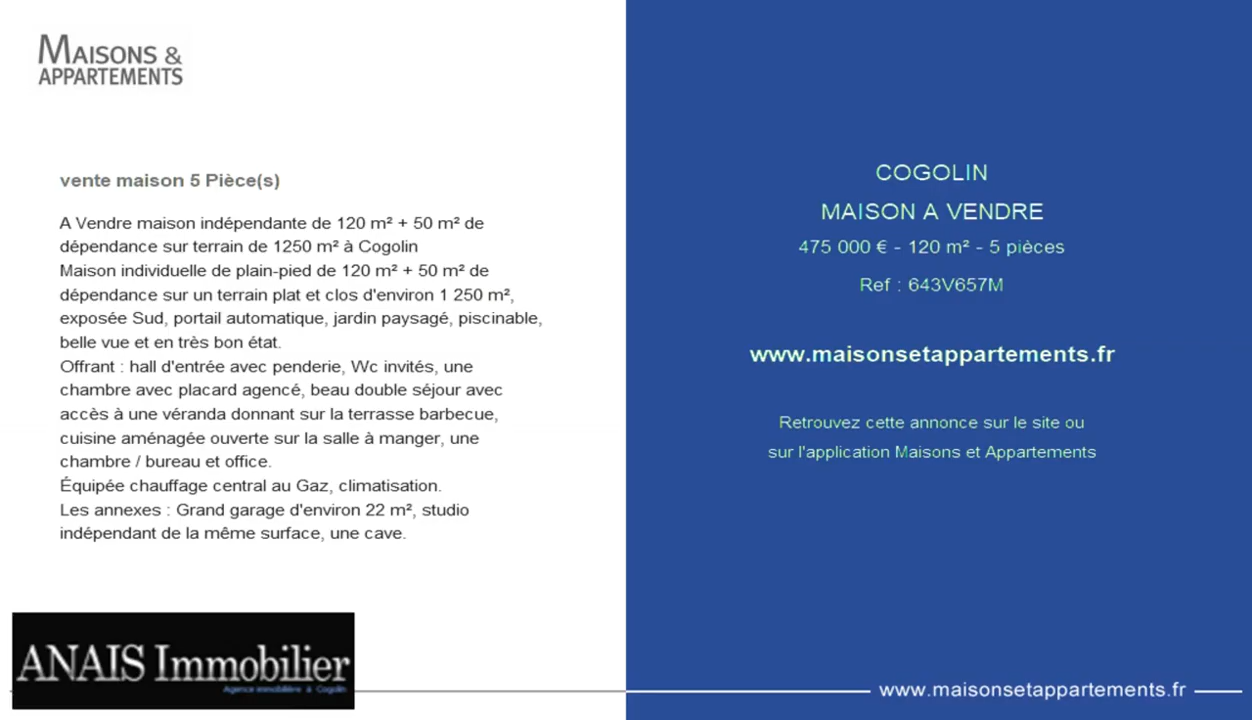 MAISONS &
APPARTEMENTS
vente maison 5 Pièce(s)
A Vendre maison indépendante de 120 m² + 50 m² de
dépendance sur terrain de 1250 m² à Cogolin
Maison individuelle de plain-pied de 120 m² + 50 m² de
dépendance sur un terrain plat et clos d'environ 1 250 m²,
exposée Sud, portail automatique, jardin paysagé, piscinable,
belle vue et en très bon état.
Offrant : hall d'entrée avec penderie, Wc invités, une
chambre avec placard agencé, beau double séjour avec
accès à une véranda donnant sur la terrasse barbecue,
cuisine aménagée ouverte sur la salle à manger, une
chambre / bureau et office.
Équipée chauffage central au Gaz, climatisation.
Les annexes : Grand garage d'environ 22 m², studio
indépendant de la même surface, une cave.
ANAIS Immobilier
Agence immobilière à Cogolin
COGOLIN
MAISON A VENDRE
475 000 € - 120 m² - 5 pièces
Ref : 643V657M
www.maisonsetappartements.fr
Retrouvez cette annonce sur le site ou
sur l'application Maisons et Appartements
www.maisonsetappartements.fr